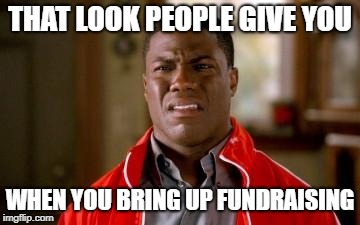 THAT LOOK PEOPLE GIVE YOU
WHEN YOU BRING UP FUNDRAISING
imgflip.com